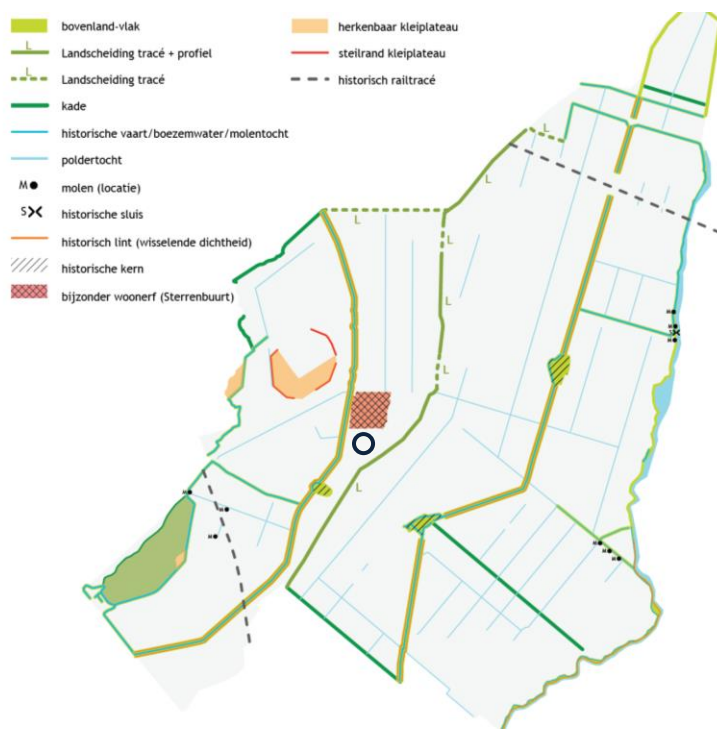 bovenland-vlak
L
Landscheiding tracé + profiel
L
Landscheiding tracé
kade
historische vaart/boezemwater/molentocht
poldertocht
M molen (locatie)
S historische sluis
historisch lint (wisselende dichtheid)
historische kern
bijzonder woonerf (Sterrenbuurt)
herkenbaar kleiplateau
steilrand kleiplateau
historisch railtracé
L
L
L
L
L
L
L
L
M
M
S
M
M
M
M
M
M
M